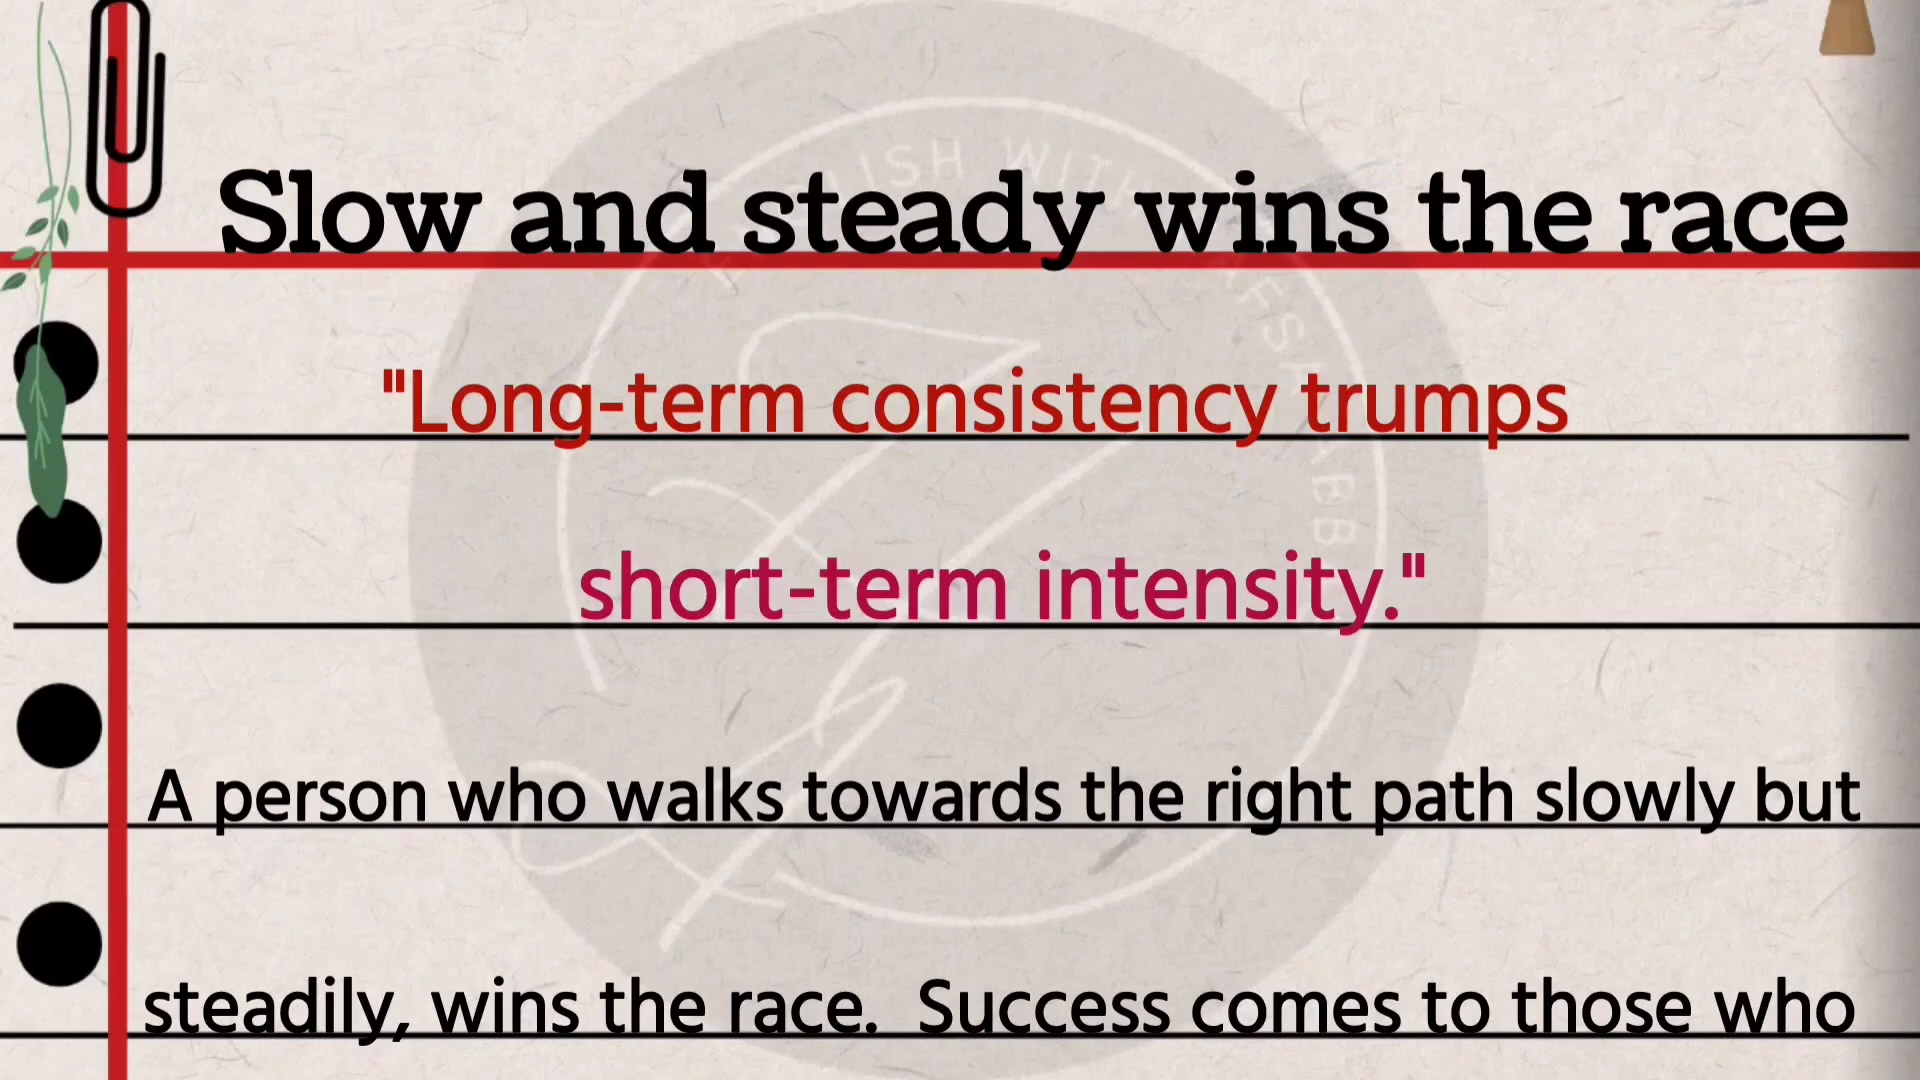 Slow and steady wins the race
"Long-term consistency trumps
short-term intensity."
A person who walks towards the right path slowly but
steadily, wins the race.  Success comes to those who